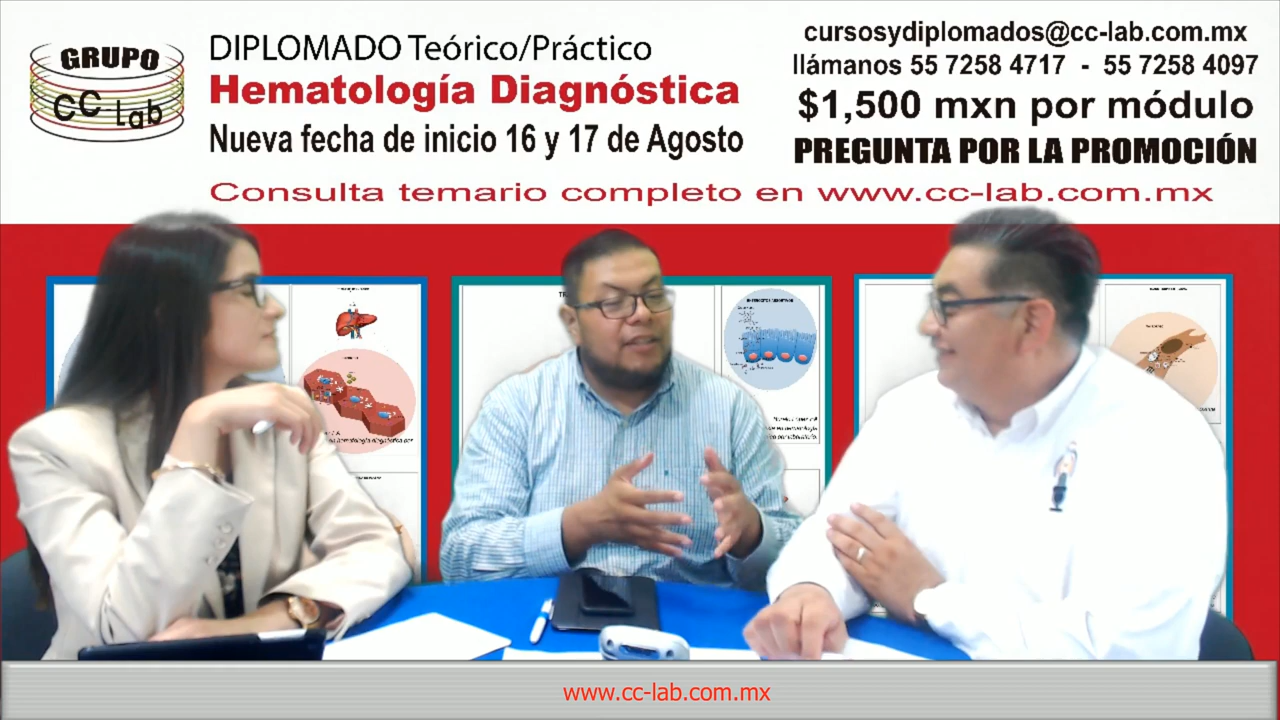 GRUPO
CC Lab
DIPLOMADO Teórico/Práctico
Hematología Diagnóstica
Nueva fecha de inicio 16 y 17 de Agosto
cursosydiplomados@cc-lab.com.mx
llámanos 55 7258 4717 - 55 7258 4097
$1,500 mxn por módulo
PREGUNTA POR LA PROMOCIÓN
Consulta temario completo en www.cc-lab.com.mx
www.cc-lab.com.mx